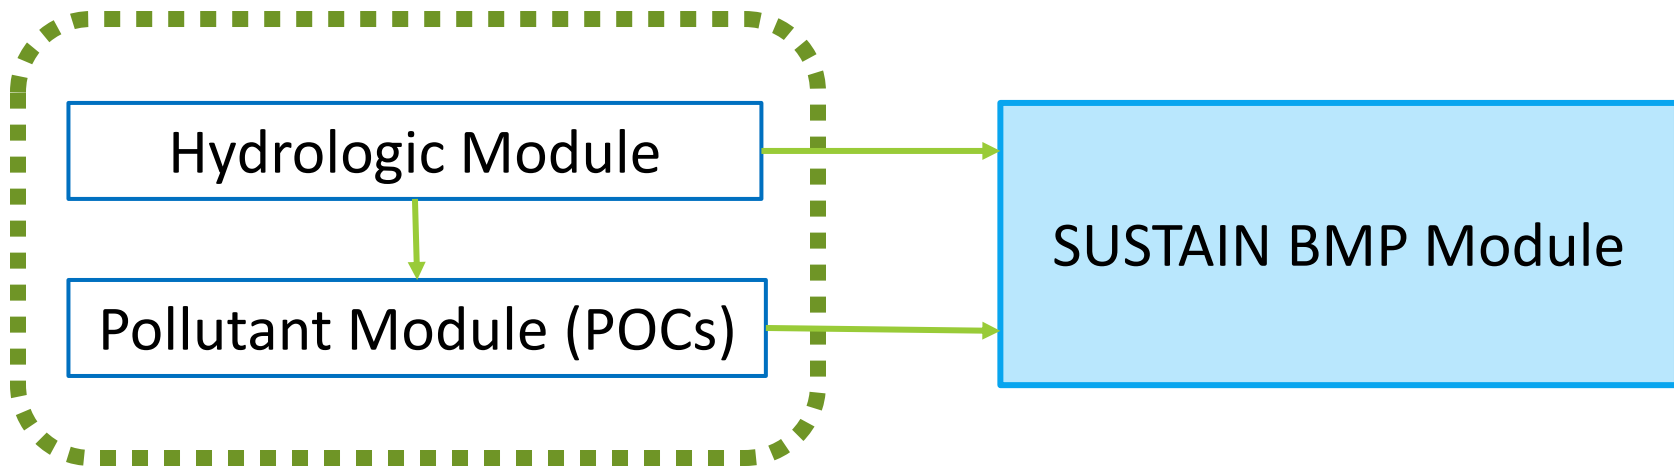 Hydrologic Module
Pollutant Module (POCs)
SUSTAIN BMP Module